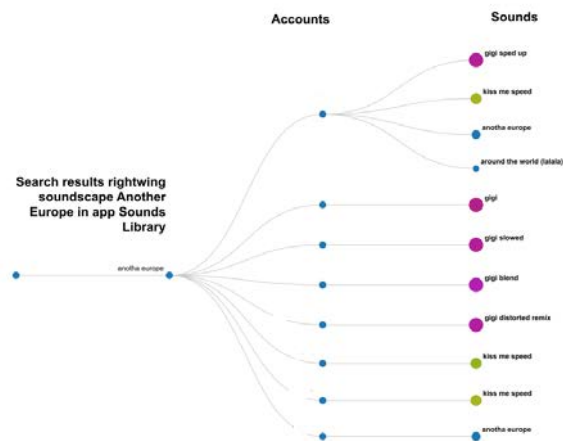 Accounts
Sounds
gigi sped up
kiss me speed
anotha europe
around the world (lalala)
Search results rightwing
soundscape Another
Europe in app Sounds
Library
anotha europe
gigi
gigi slowed
gigi blend
gigi distorted remix
kiss me speed
kiss me speed
anotha europe